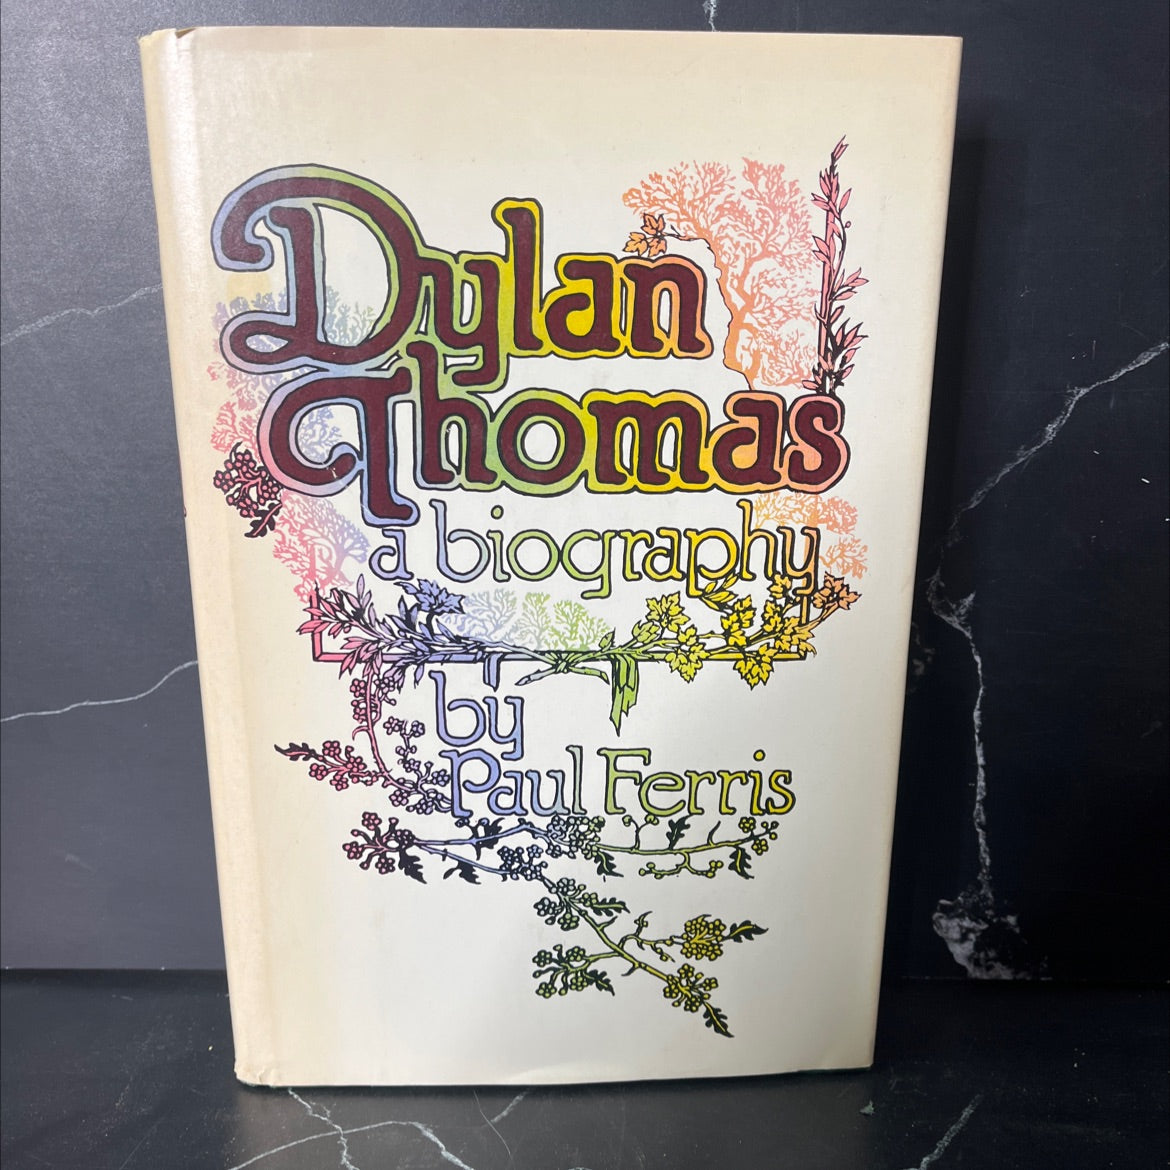 Dylan
Thomas
a biography
by
Paul Ferris